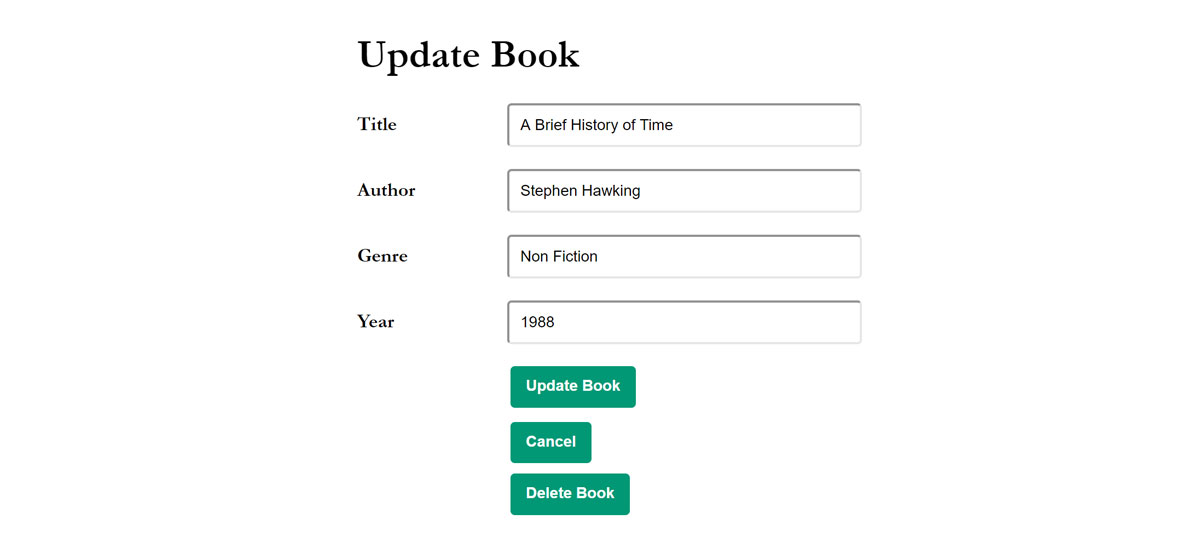 Update Book
Title
A Brief History of Time
Author
Stephen Hawking
Genre
Non Fiction
Year
1988
Update Book
Cancel
Delete Book